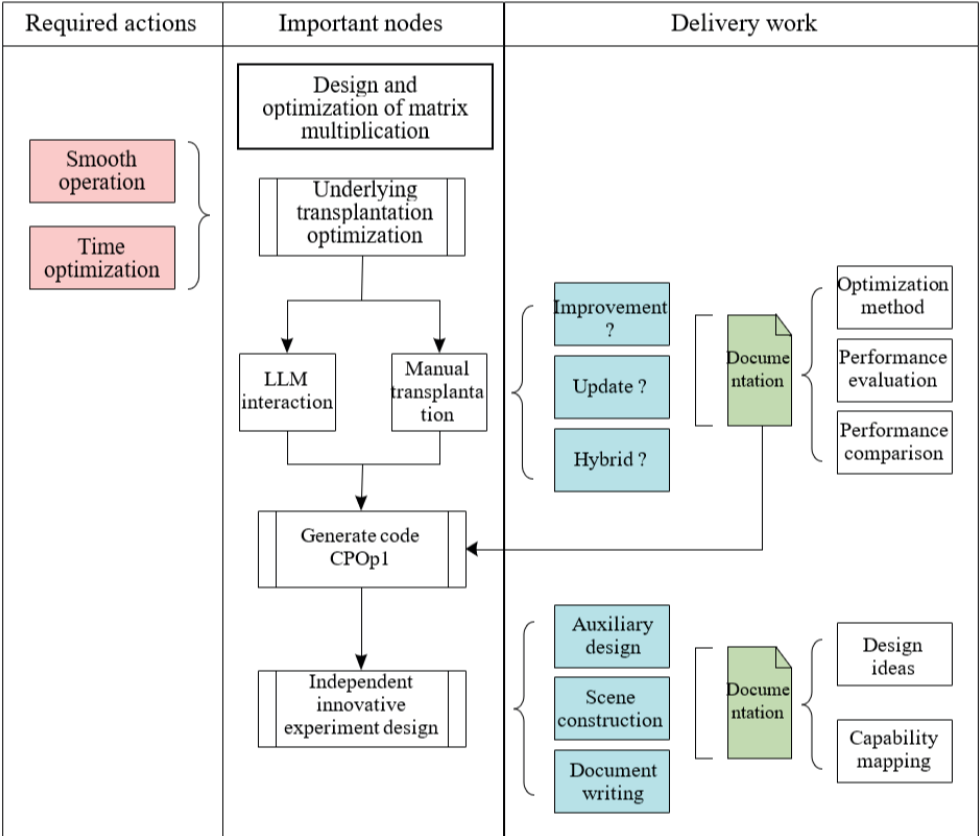 Required actions
Important nodes
Delivery work
Design and
optimization of matrix
multiplication
Smooth
operation
Time
optimization
Underlying
transplantation
optimization
LLM
interaction
Manual
transplanta
tion
Improvement
?
Update ?
Hybrid ?
Docume
ntation
Optimization
method
Performance
evaluation
Performance
comparison
Generate code
CPOp1
Independent
innovative
experiment design
Auxiliary
design
Scene
construction
Document
writing
Docume
ntation
Design
ideas
Capability
mapping